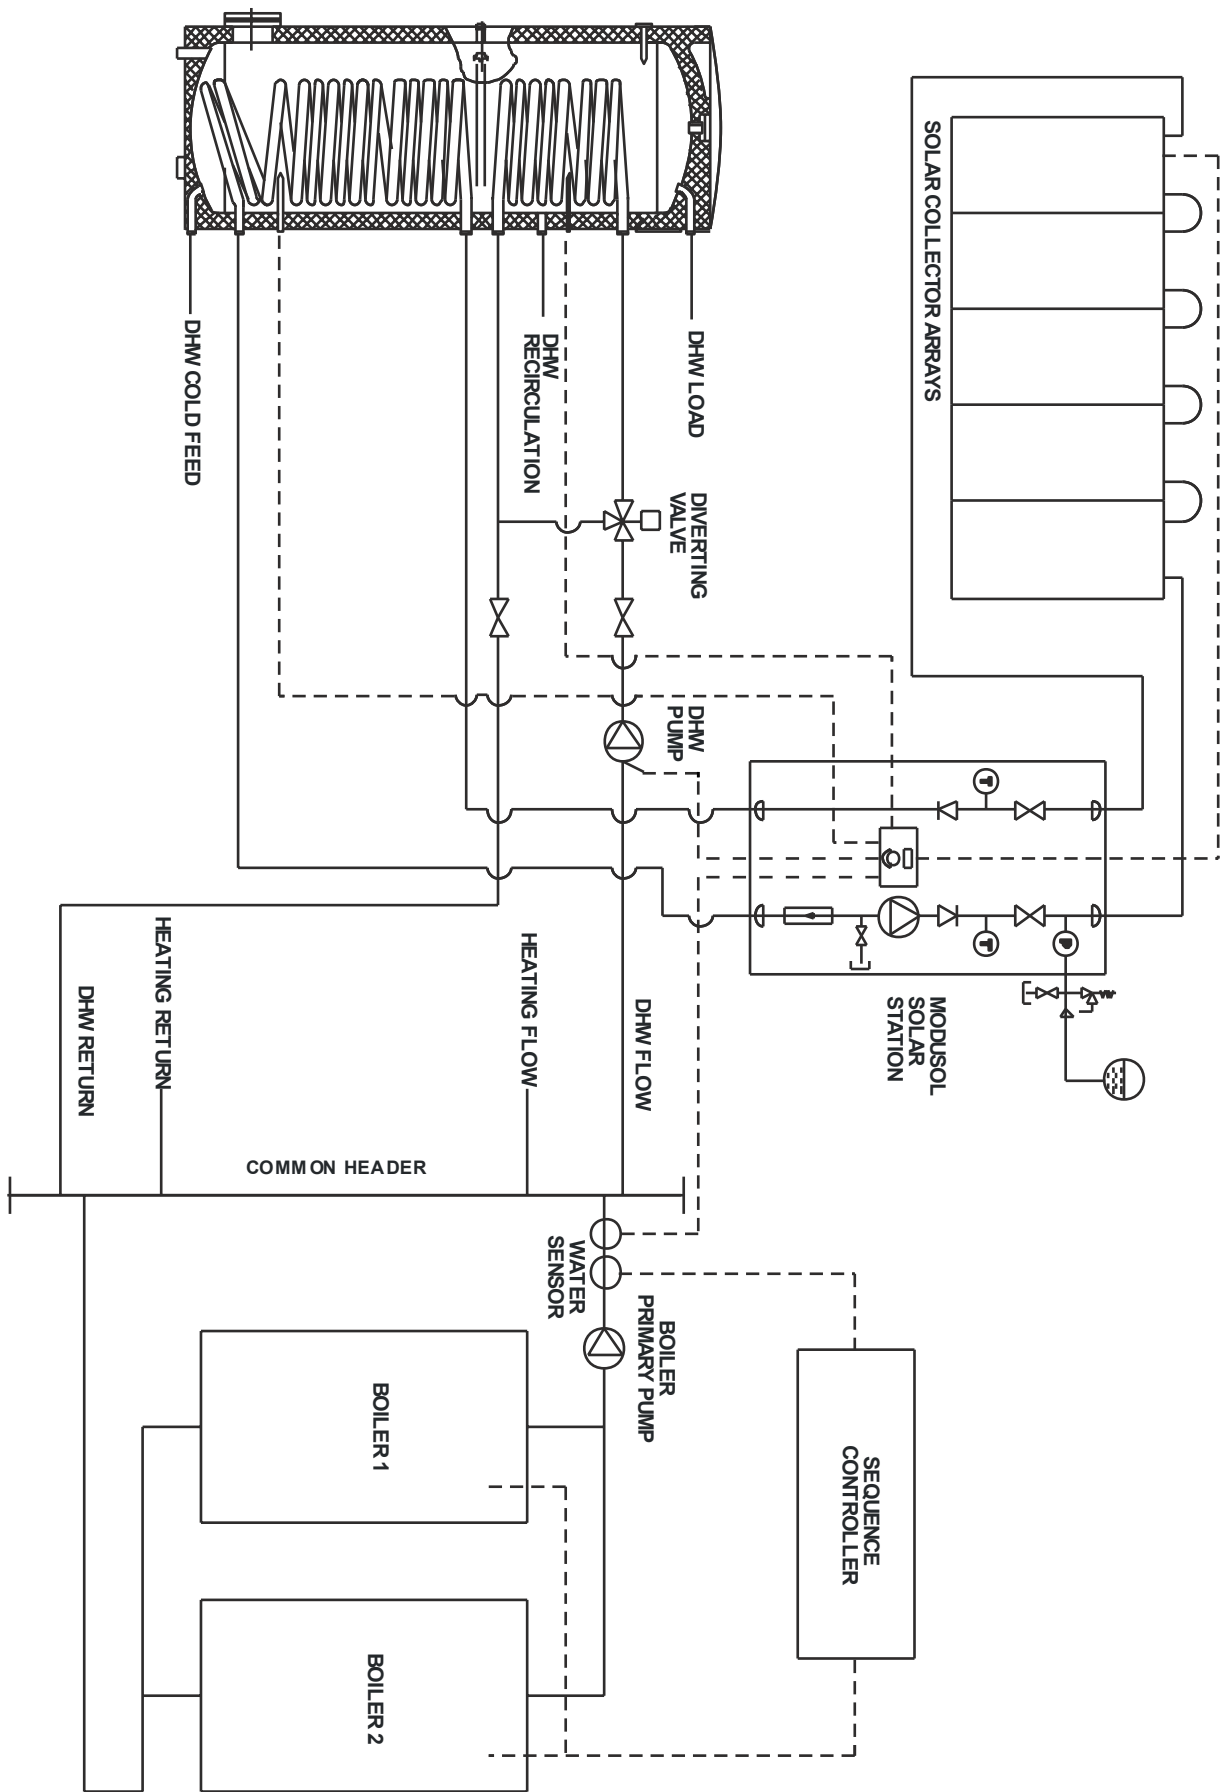 SOLAR COLLECTOR ARRAYS
DHW COLD FEED
DHW
RECIRCULATION
DHW LOAD
DIVERTING
VALVE
DHW
PUMP
T
T
P
MODUSOL
SOLAR
STATION
DHW RETURN
HEATING RETURN
HEATING FLOW
DHW FLOW
COMMON HEADER
WATER
SENSOR
BOILER
PRIMARY PUMP
BOILER 1
BOILER 2
SEQUENCE
CONTROLLER